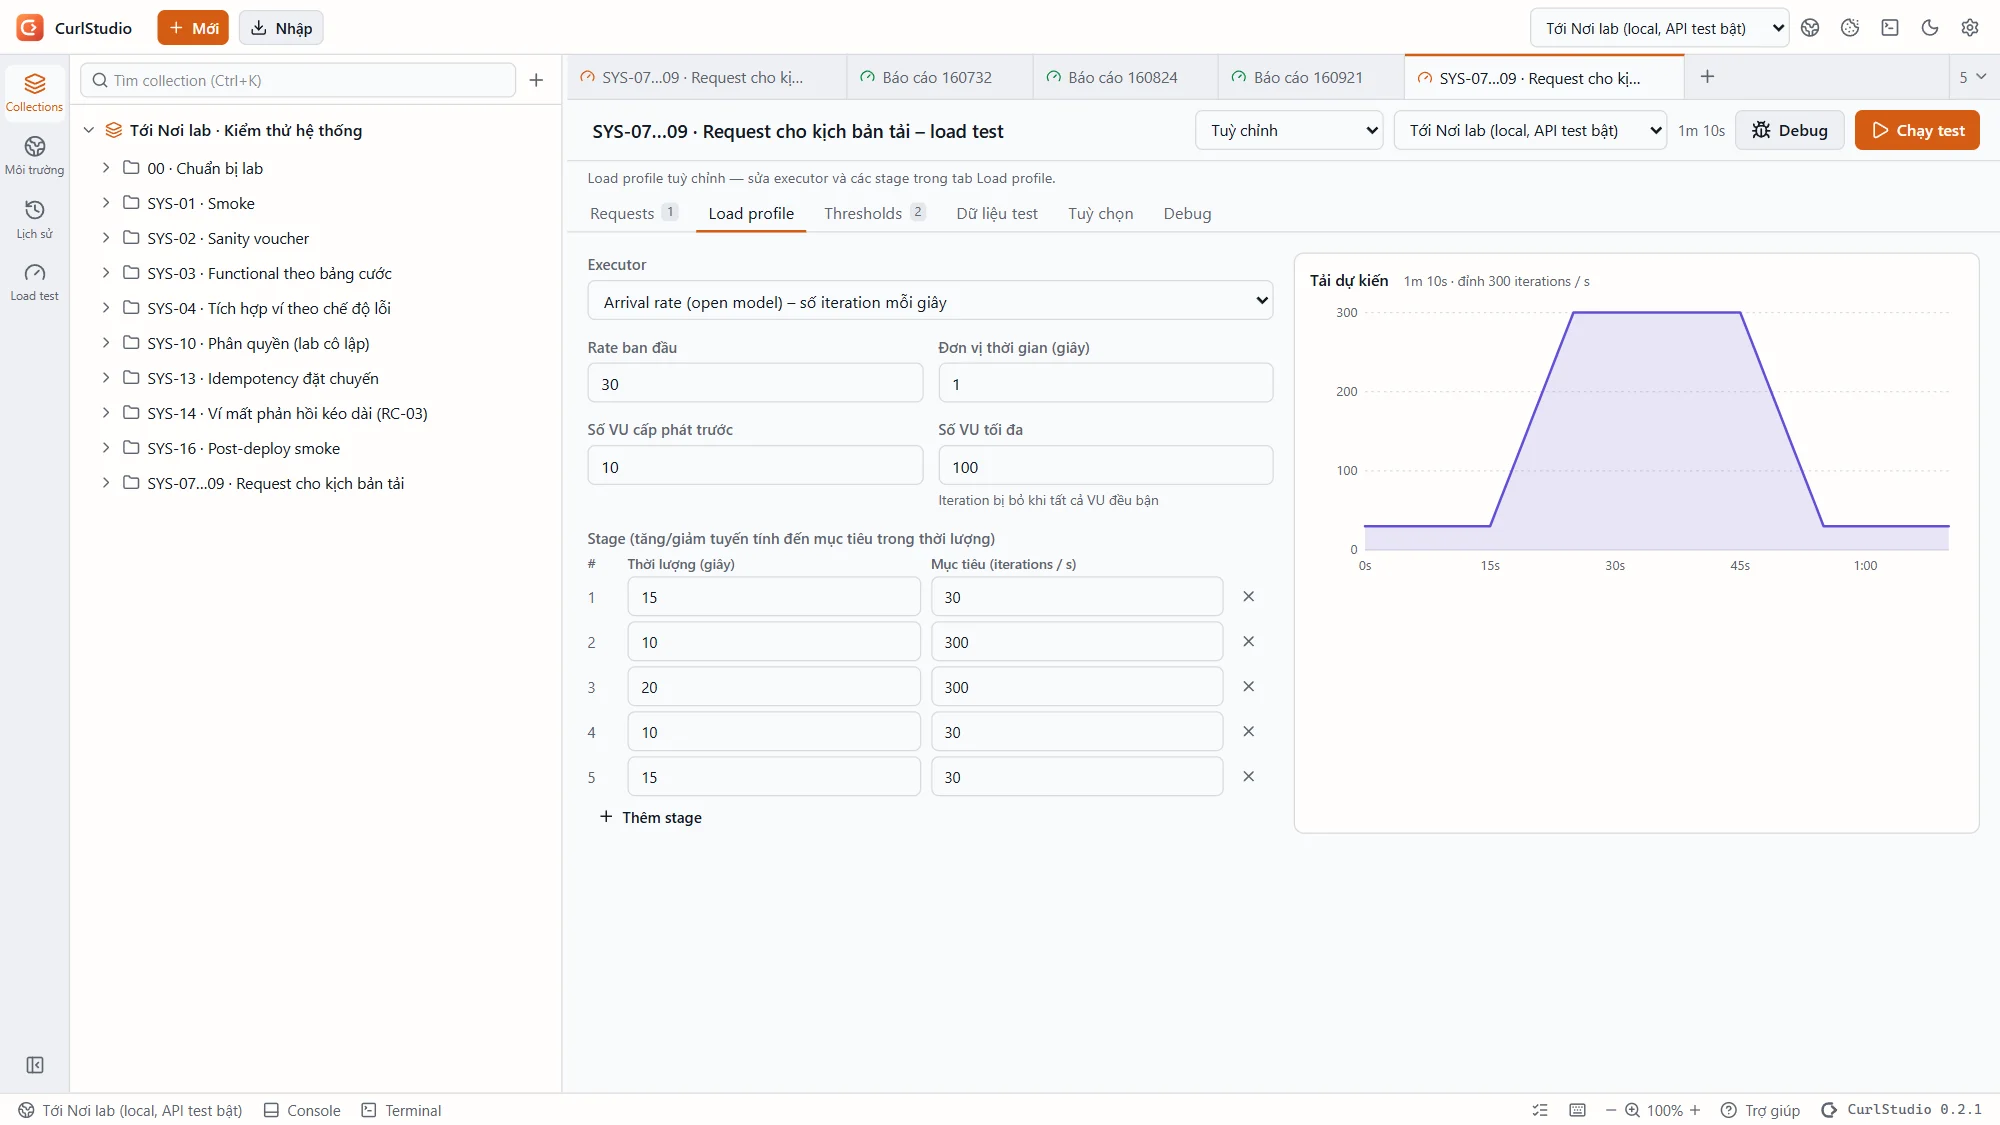 CurlStudio
Mới
Nhập
Tới Nơi lab (local, API test bật)
Collections
Môi trường
Lịch sử
Load test
Tìm collection (Ctrl+K)
Tới Nơi lab · Kiểm thử hệ thống
00 · Chuẩn bị lab
SYS-01 · Smoke
SYS-02 · Sanity voucher
SYS-03 · Functional theo bảng cước
SYS-04 · Tích hợp ví theo chế độ lỗi
SYS-10 · Phân quyền (lab cô lập)
SYS-13 · Idempotency đặt chuyến
SYS-14 · Ví mất phản hồi kéo dài (RC-03)
SYS-16 · Post-deploy smoke
SYS-07...09 · Request cho kịch bản tải
SYS-07...09 · Request cho kị...
Báo cáo 160732
Báo cáo 160824
Báo cáo 160921
SYS-07...09 · Request cho kị...
5
SYS-07...09 · Request cho kịch bản tải – load test
Tuỳ chỉnh
Tới Nơi lab (local, API test bật)
1m 10s
Debug
Chạy test
Load profile tuỳ chỉnh — sửa executor và các stage trong tab Load profile.
Requests 1
Load profile
Thresholds 2
Dữ liệu test
Tuỳ chọn
Debug
Executor
Arrival rate (open model) – số iteration mỗi giây
Rate ban đầu
Đơn vị thời gian (giây)
30
1
Số VU cấp phát trước
Số VU tối đa
10
100
Iteration bị bỏ khi tất cả VU đều bận
Stage (tăng/giảm tuyến tính đến mục tiêu trong thời lượng)
# Thời lượng (giây) Mục tiêu (iterations / s)
1 15 30
2 10 300
3 20 300
4 10 30
5 15 30
Thêm stage
Tải dự kiến 1m 10s · đỉnh 300 iterations / s
300
200
100
0
0s 15s 30s 45s 1:00
Tới Nơi lab (local, API test bật)
Console
Terminal
100%
Trợ giúp
CurlStudio 0.2.1